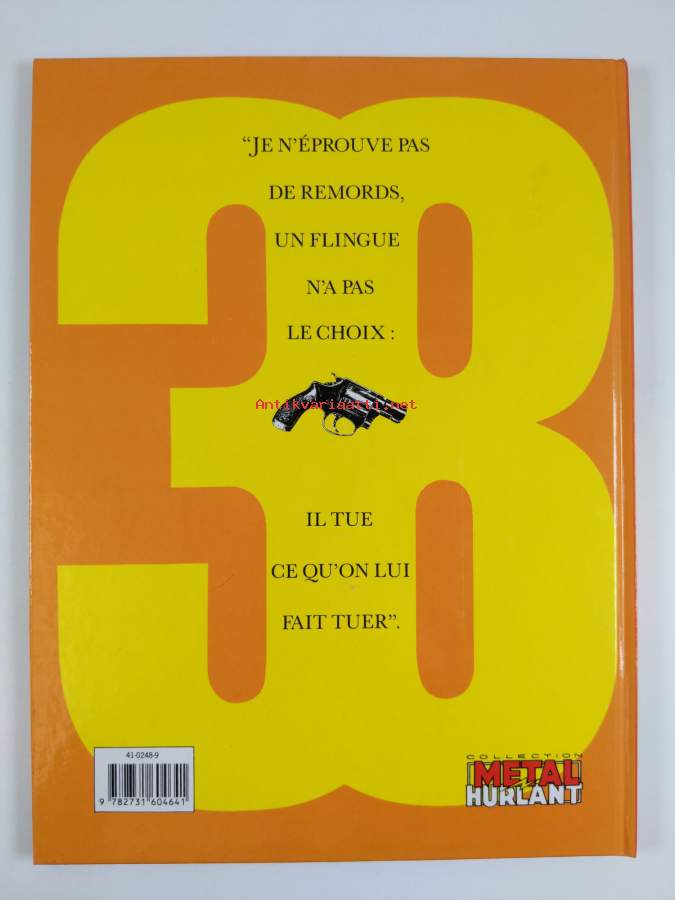 38
“JE N'ÉPROUVE PAS
DE REMORDS,
UN FLINGUE
N'A PAS
LE CHOIX :
Antikvariaatti.net
IL TUE
CE QU'ON LUI
FAIT TUER”.
41-0248-9
9 782731 604641
COLLECTION
METAL
HURLANT